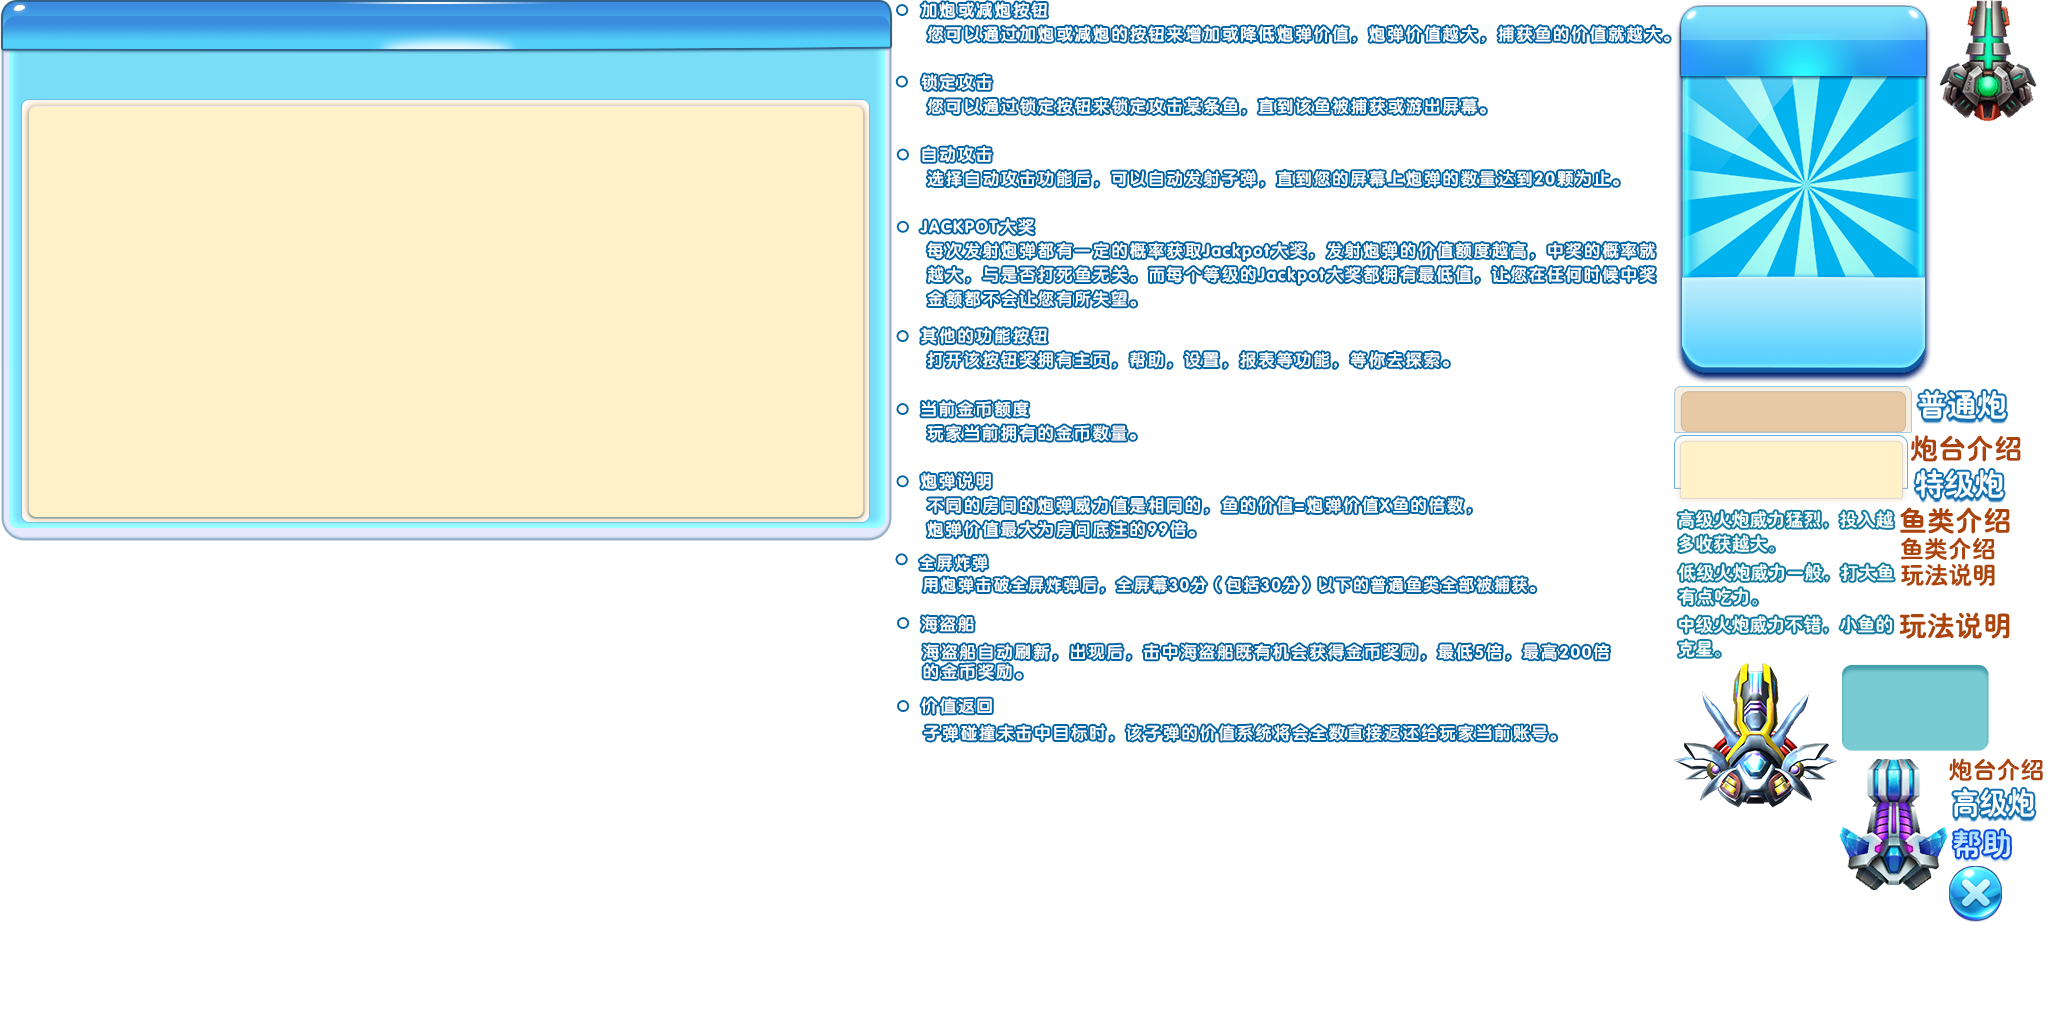 加炮或减炮按钮
您可以通过加炮或减炮的按钮来增加或降低炮弹价值，炮弹价值越大，捕获鱼的价值就越大。
锁定攻击
您可以通过锁定按钮来锁定攻击某条鱼，直到该鱼被捕获或游出屏幕。
自动攻击
选择自动攻击功能后，可以自动发射子弹，直到您的屏幕上炮弹的数量达到20颗为止。
JACKPOT大奖
每次发射炮弹都有一定的概率获取Jackpot大奖，发射炮弹的价值额度越高，中奖的概率就
越大，与是否打死鱼无关。而每个等级的Jackpot大奖都拥有最低值，让您在任何时候中奖
金额都不会让您有所失望。
其他的功能按钮
打开该按钮奖拥有主页，帮助，设置，报表等功能，等你去探索。
当前金币额度
玩家当前拥有的金币数量。
炮弹说明
不同的房间的炮弹威力值是相同的，鱼的价值=炮弹价值X鱼的倍数，
炮弹价值最大为房间底注的99倍。
全屏炸弹
用炮弹击破全屏炸弹后，全屏幕30分（包括30分）以下的普通鱼类全部被捕获。
海盗船
海盗船自动刷新，出现后，击中海盗船既有机会获得金币奖励，最低5倍，最高200倍
的金币奖励。
价值返回
子弹碰撞未击中目标时，该子弹的价值系统将会全数直接返还给玩家当前账号。
普通炮
炮台介绍
特级炮
高级火炮威力猛烈，投入越
多收获越大。
鱼类介绍
鱼类介绍
低级火炮威力一般，打大鱼
有点吃力。
玩法说明
中级火炮威力不错，小鱼的
克星。
玩法说明
炮台介绍
高级炮
帮助